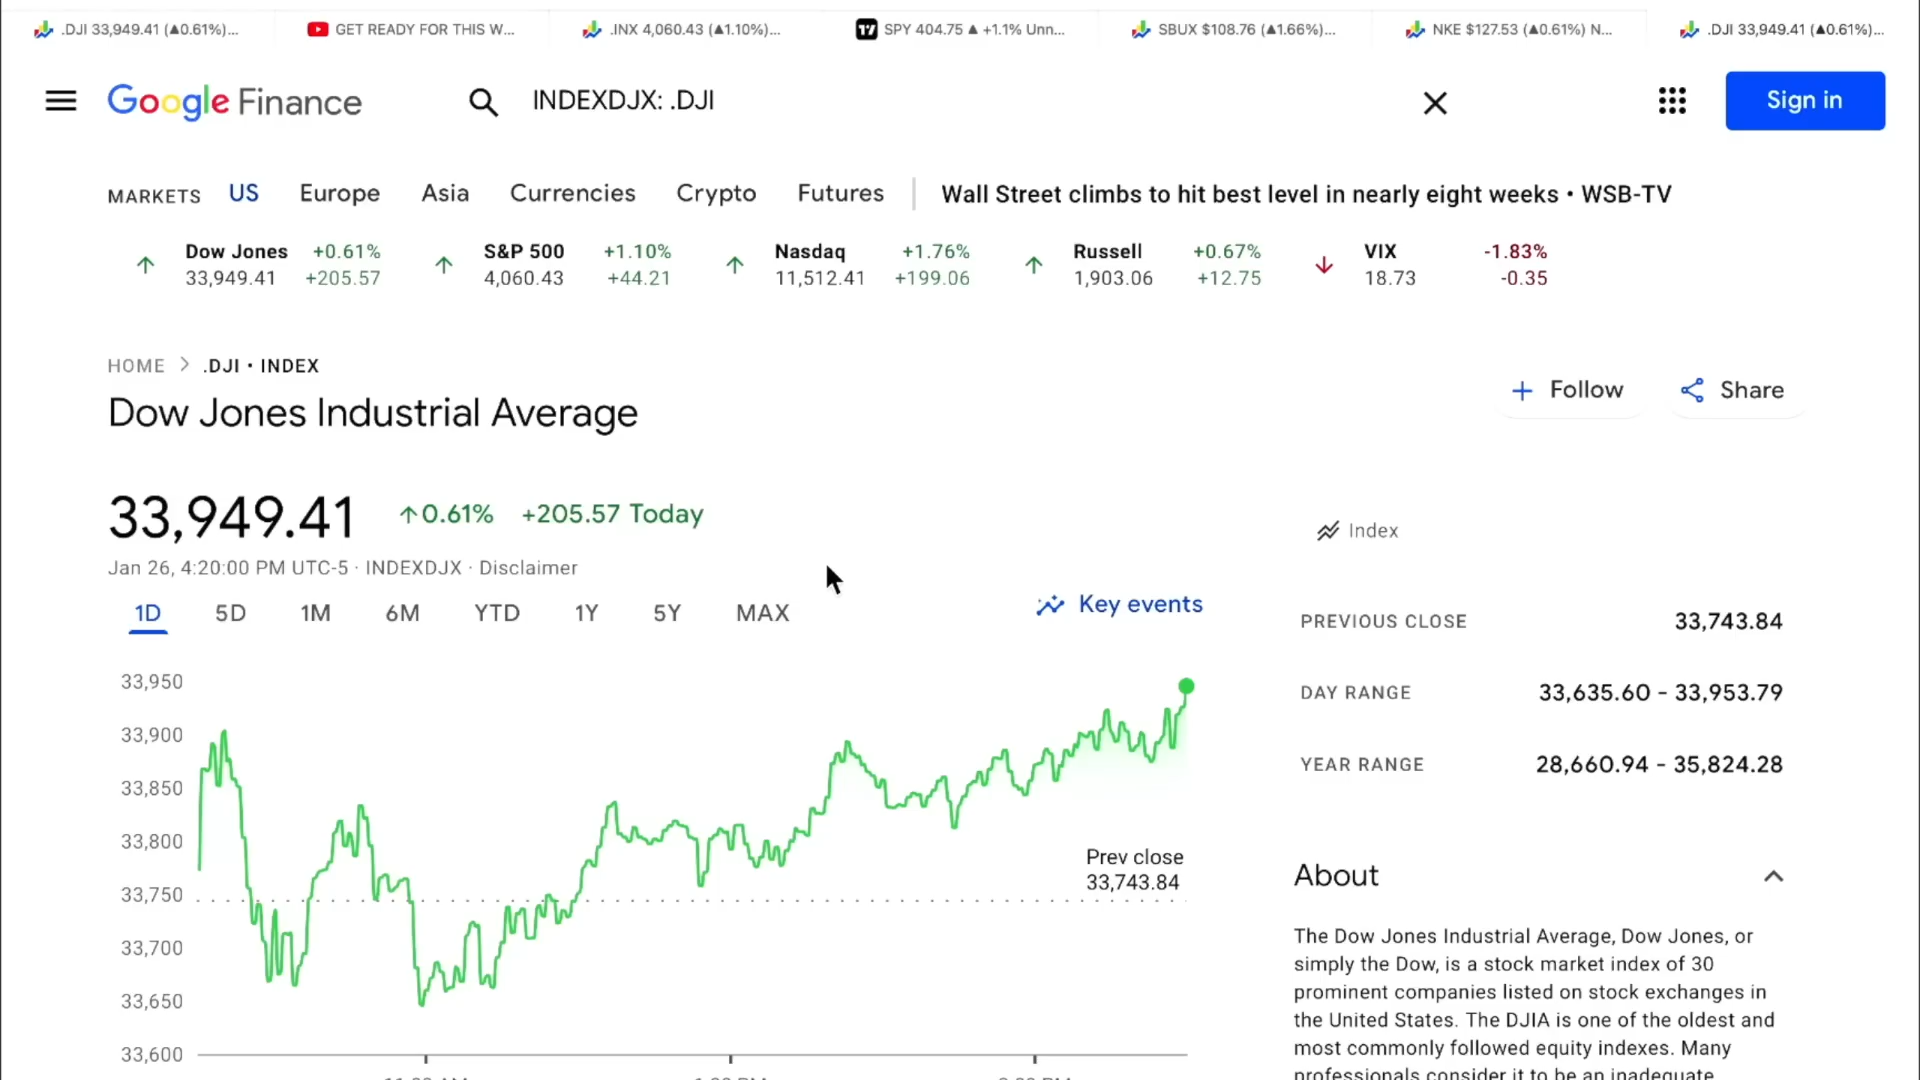 .DJI 33,949.41 (▲0.61%)...
GET READY FOR THIS W...
.INX 4,060.43 (▲1.10%)...
SPY 404.75 ▲ +1.1% Unn...
SBUX $108.76 (▲1.66%)...
NKE $127.53 (▲0.61%) N...
.DJI 33,949.41 (▲0.61%)...
Google Finance
INDEXDJX: .DJI
Sign in
MARKETS US Europe Asia Currencies Crypto Futures
Wall Street climbs to hit best level in nearly eight weeks • WSB-TV
Dow Jones +0.61%
33,949.41 +205.57
S&P 500 +1.10%
4,060.43 +44.21
Nasdaq +1.76%
11,512.41 +199.06
Russell +0.67%
1,903.06 +12.75
VIX -1.83%
18.73 -0.35
HOME > .DJI • INDEX
Dow Jones Industrial Average
+ Follow
Share
33,949.41 ↑0.61% +205.57 Today
Jan 26, 4:20:00 PM UTC-5 · INDEXDJX · Disclaimer
1D 5D 1M 6M YTD 1Y 5Y MAX
Key events
33,950
33,900
33,850
33,800
33,750
33,700
33,650
33,600
Prev close
33,743.84
Index
PREVIOUS CLOSE 33,743.84
DAY RANGE 33,635.60 - 33,953.79
YEAR RANGE 28,660.94 - 35,824.28
About
The Dow Jones Industrial Average, Dow Jones, or
simply the Dow, is a stock market index of 30
prominent companies listed on stock exchanges in
the United States. The DJIA is one of the oldest and
most commonly followed equity indexes. Many
professionals consider it to be an inadequate